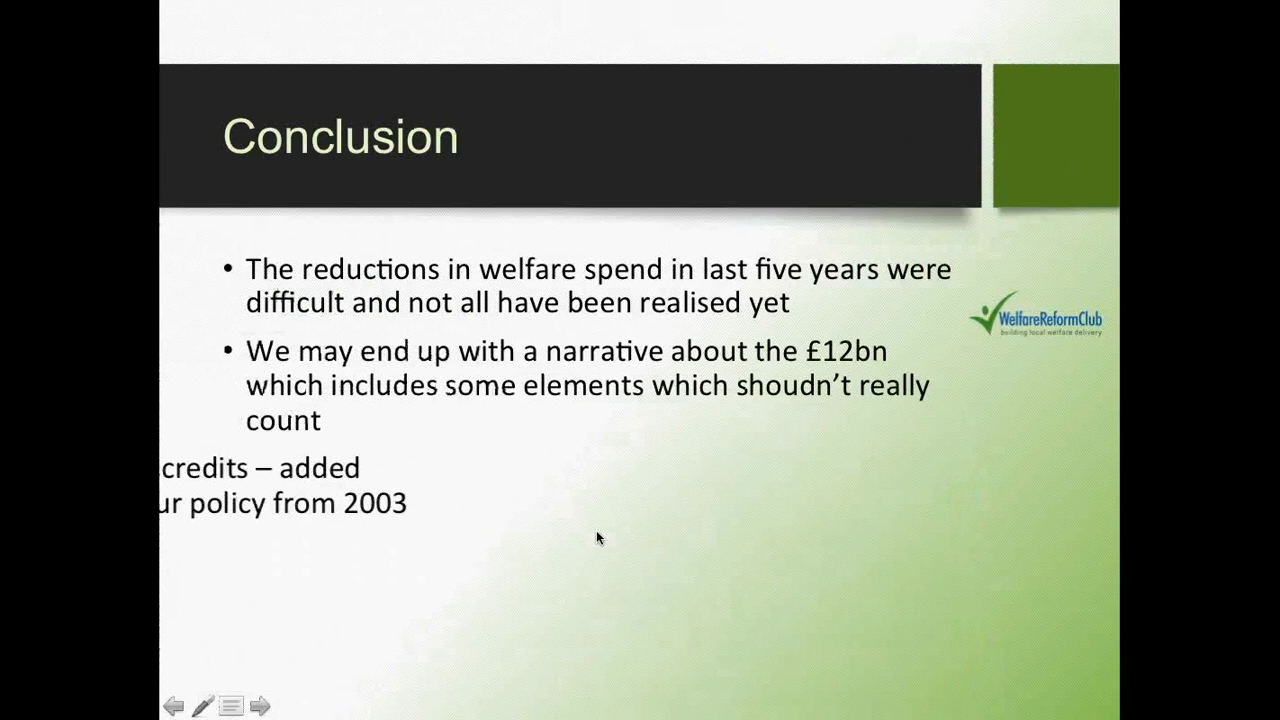 Conclusion
• The reductions in welfare spend in last five years were
difficult and not all have been realised yet
• We may end up with a narrative about the £12bn
which includes some elements which shoudn’t really
count
credits – added
ur policy from 2003
WelfareReformClub
building local welfare delivery